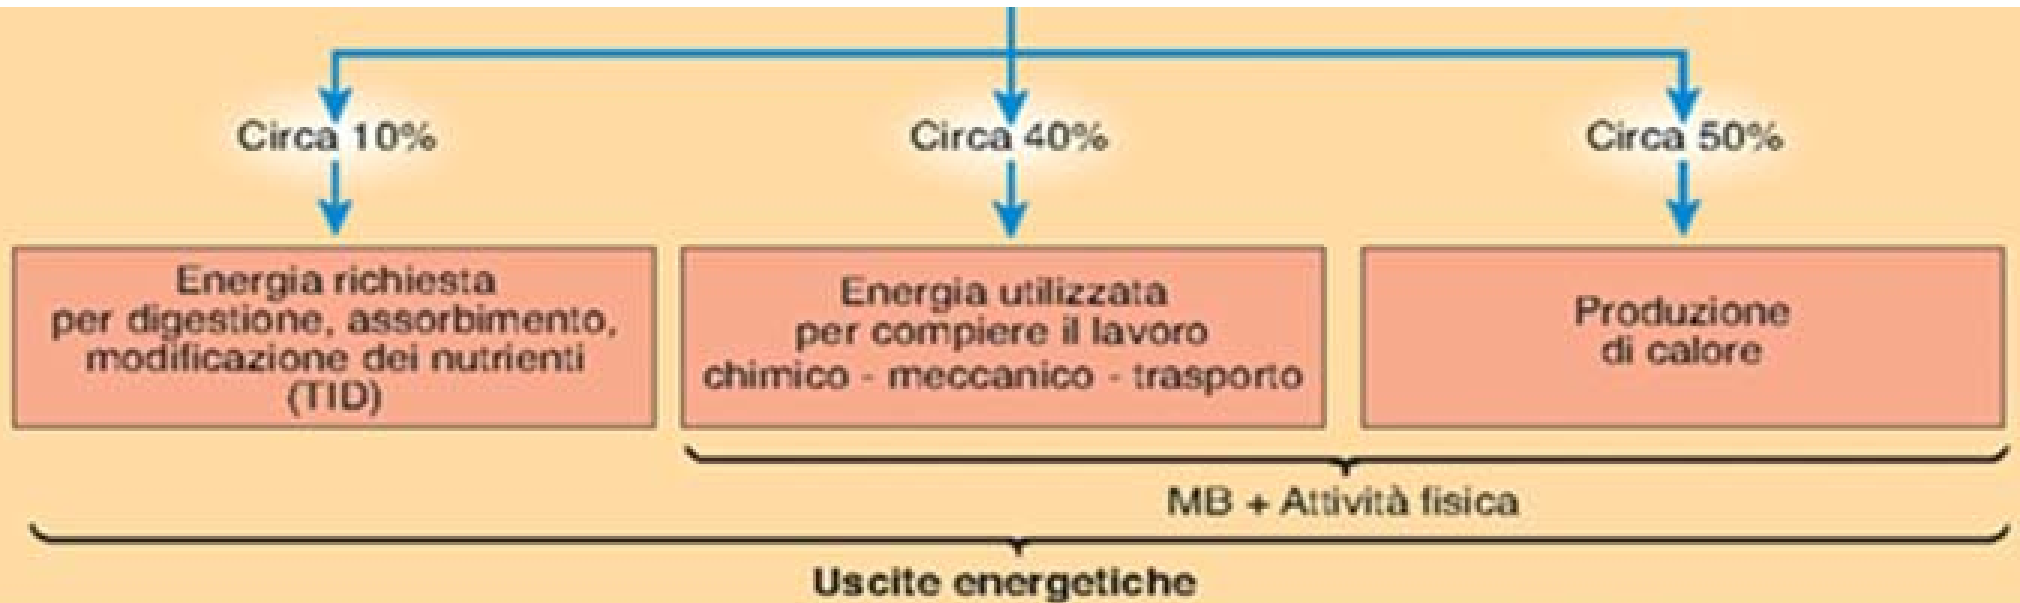 Circa 10%
Circa 40%
Circa 50%
Energia richiesta
per digestione, assorbimento,
modificazione dei nutrienti
(TID)
Energia utilizzata
per compiere il lavoro
chimico - meccanico - trasporto
Produzione
di calore
MB + Attività fisica
Uscite energetiche